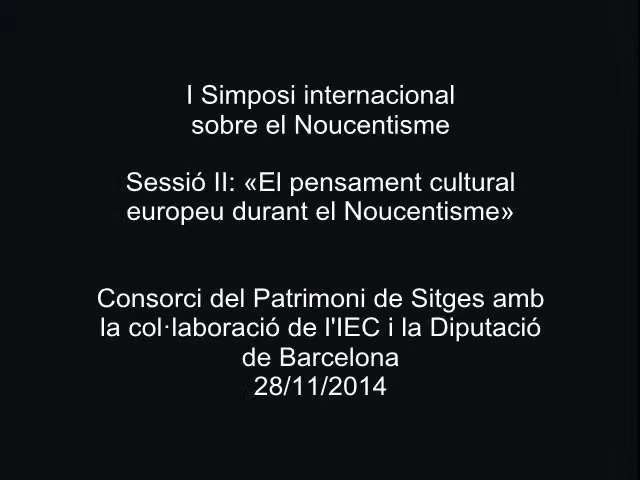 I Simposi internacional
sobre el Noucentisme
Sessió II: «El pensament cultural
europeu durant el Noucentisme»
Consorci del Patrimoni de Sitges amb
la col·laboració de l'IEC i la Diputació
de Barcelona
28/11/2014